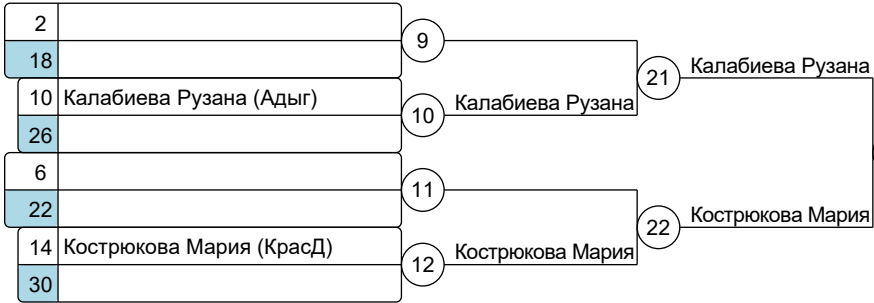 2
18
9
10 Калабиева Рузана (Адыг)
26
10
Калабиева Рузана
21
Калабиева Рузана
6
22
11
14 Кострюкова Мария (КрасД)
30
12
Кострюкова Мария
22
Кострюкова Мария